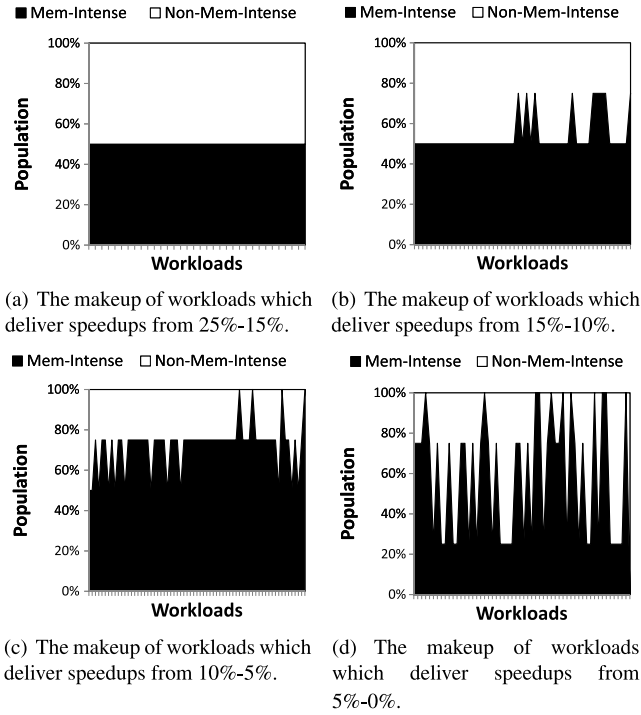 ■ Mem-Intense □ Non-Mem-Intense
100%
80%
60%
40%
20%
0%
Population
Workloads
(a) The makeup of workloads which
deliver speedups from 25%-15%.
■ Mem-Intense □ Non-Mem-Intense
100%
80%
60%
40%
20%
0%
Population
Workloads
(b) The makeup of workloads which
deliver speedups from 15%-10%.
■ Mem-Intense □ Non-Mem-Intense
100%
80%
60%
40%
20%
0%
Population
Workloads
(c) The makeup of workloads which
deliver speedups from 10%-5%.
■ Mem-Intense □ Non-Mem-Intense
100%
80%
60%
40%
20%
0%
Population
Workloads
(d) The makeup of workloads
which deliver speedups from
5%-0%.